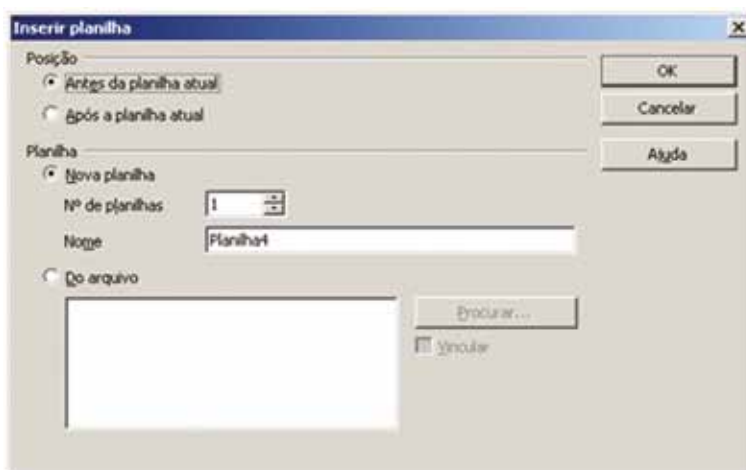 Inserir planilha
Posição
Antes da planilha atual
Após a planilha atual
OK
Cancelar
Ajuda
Planilha
Nova planilha
Nº de planilhas 1
Nome Planilha4
Do arquivo
Procurar...
Vincular